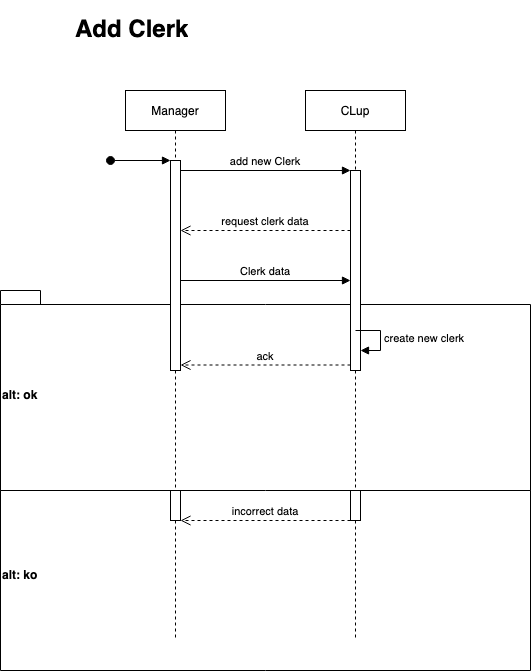 Add Clerk
Manager
CLup
add new Clerk
request clerk data
Clerk data
create new clerk
ack
alt: ok
incorrect data
alt: ko